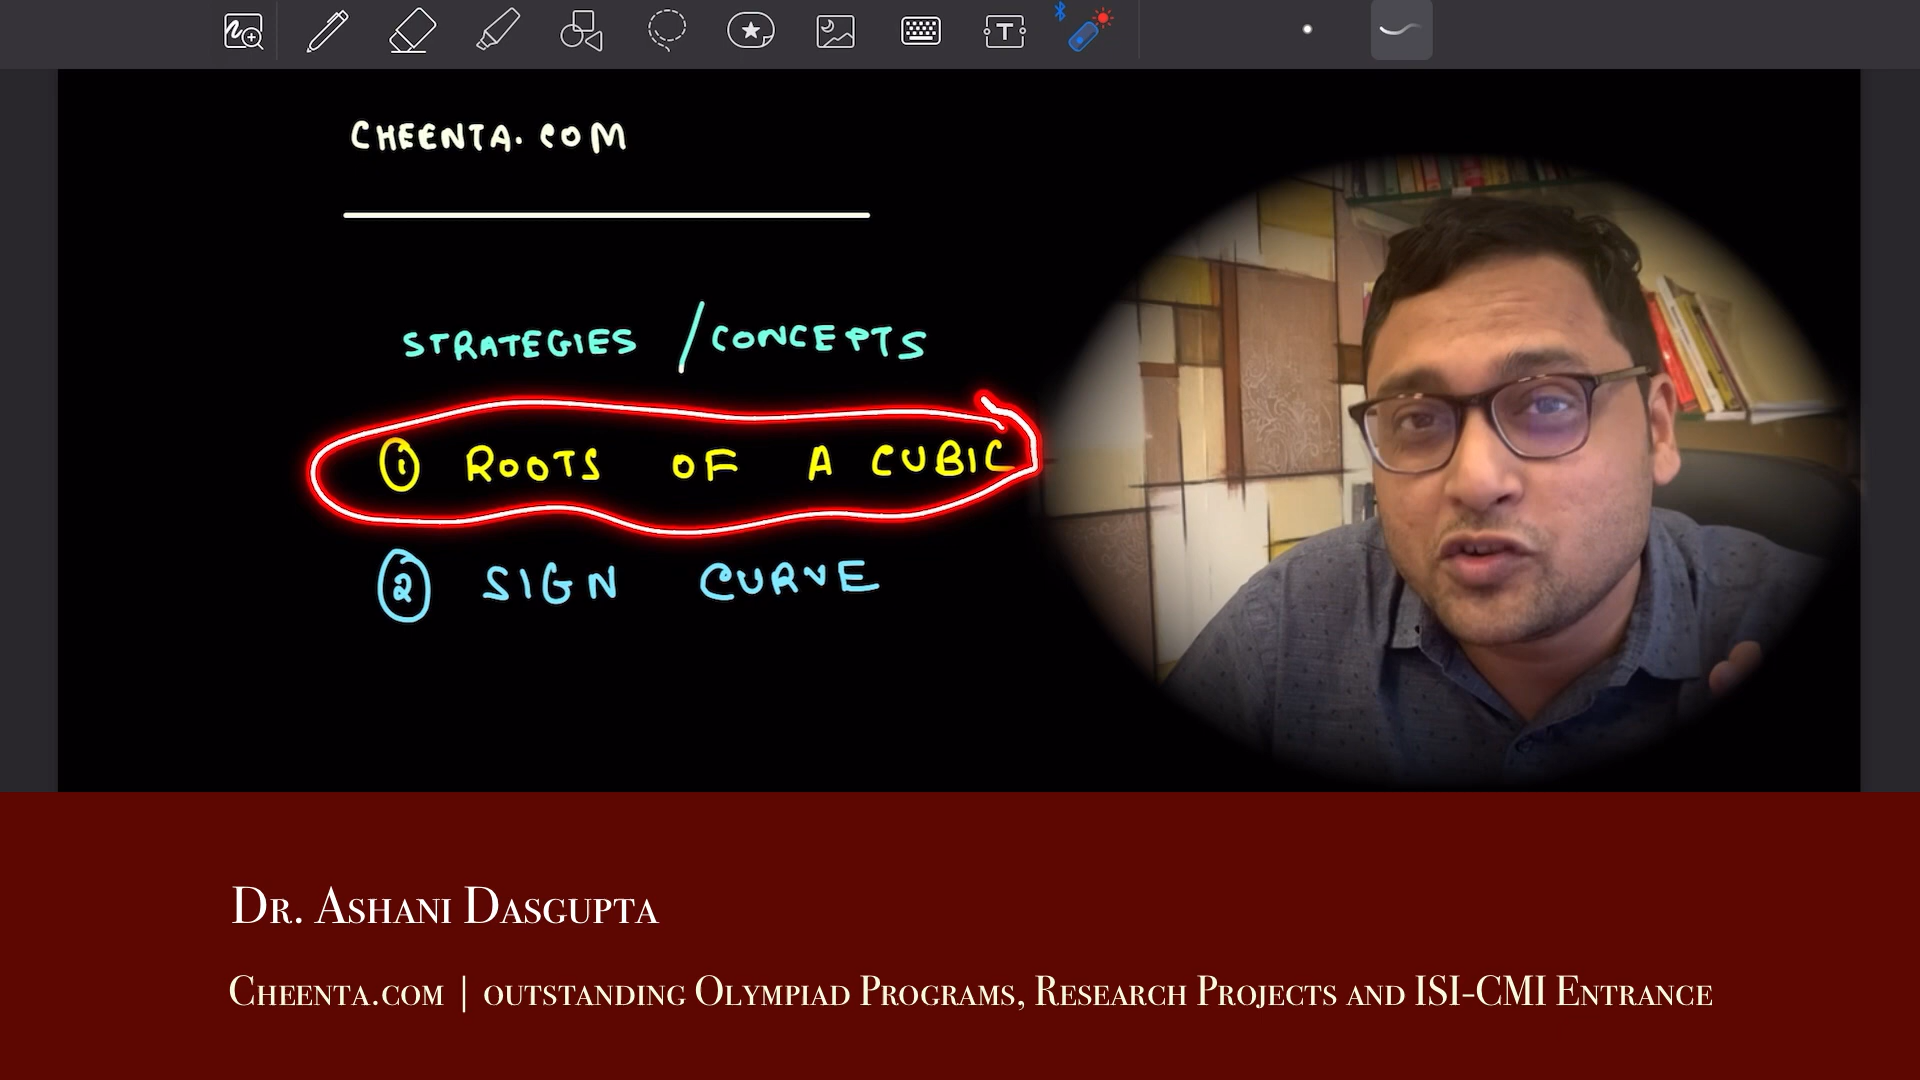 CHEENTA.COM
STRATEGIES / CONCEPTS
① ROOTS OF A CUBIC
② SIGN CURVE
Dr. Ashani Dasgupta
Cheenta.com | outstanding Olympiad Programs, Research Projects and ISI-CMI Entrance